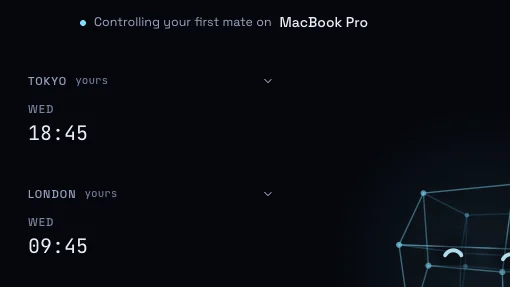 Controlling your first mate on MacBook Pro
TOKYO yours
WED
18:45
LONDON yours
WED
09:45